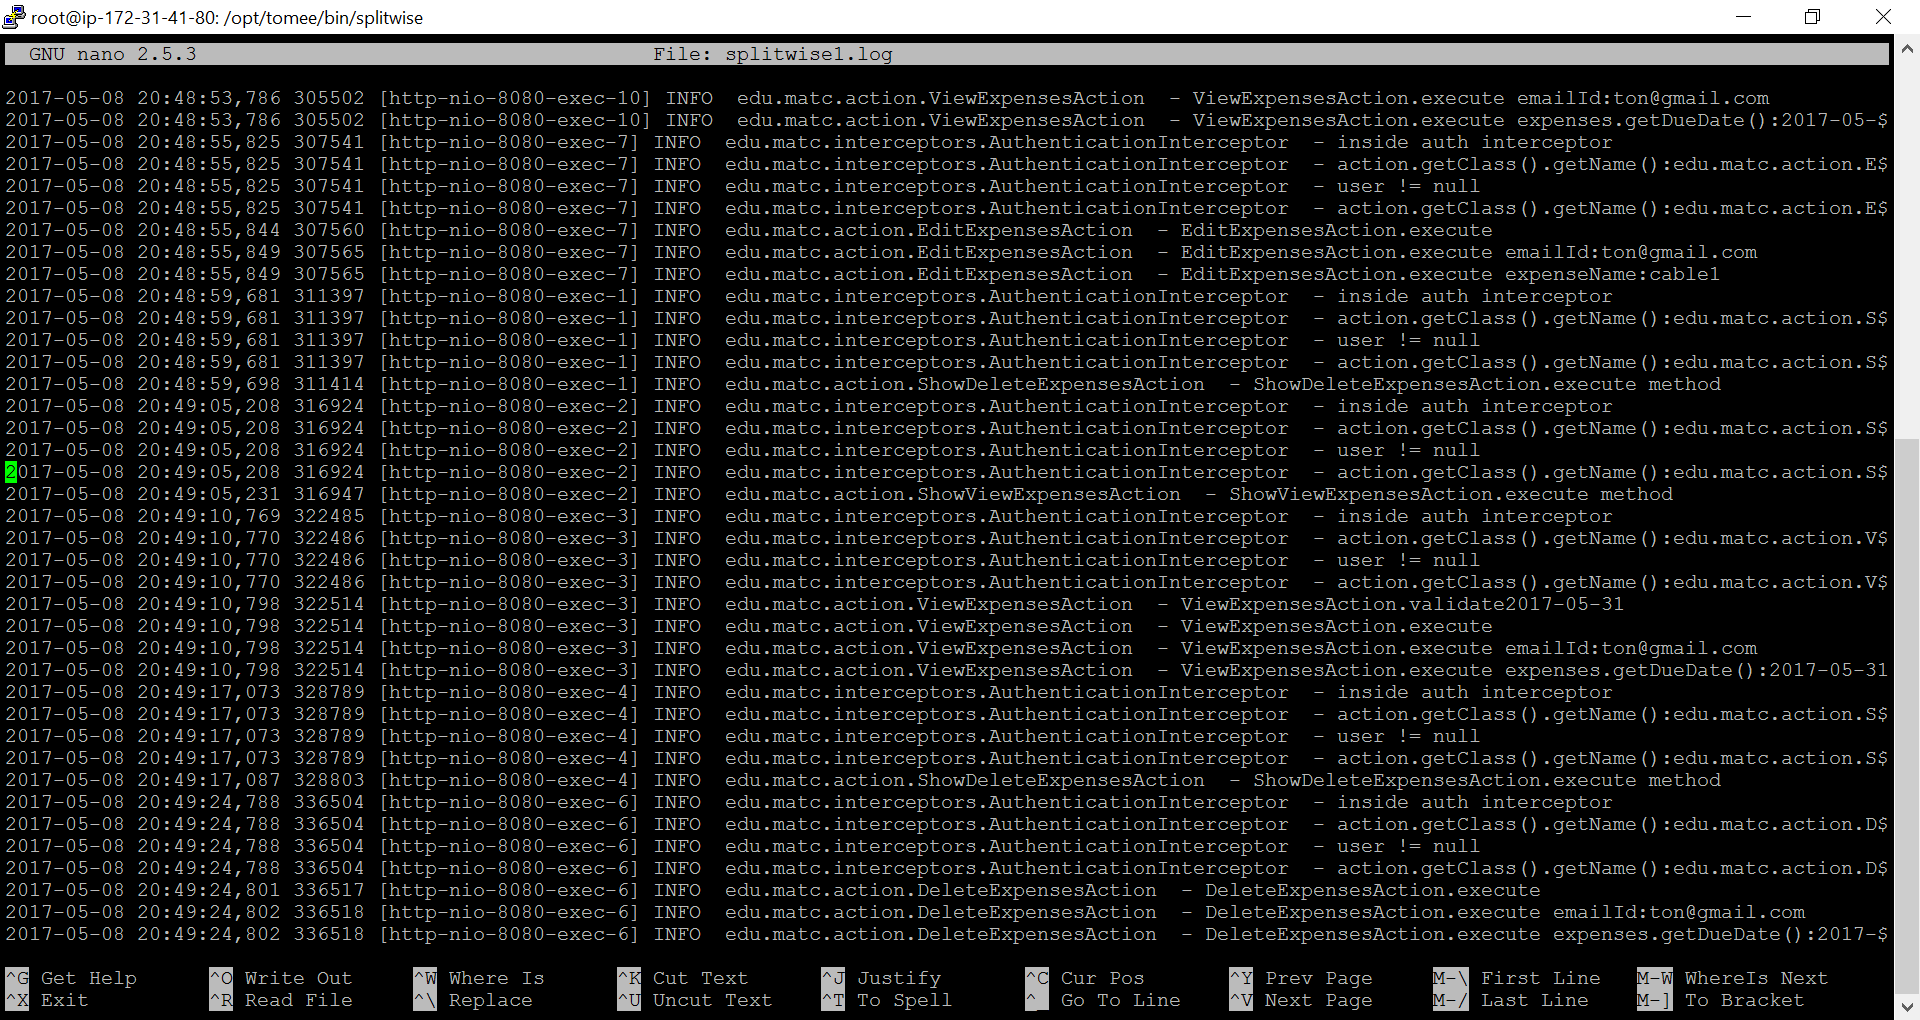 root@ip-172-31-41-80: /opt/tomee/bin/splitwise
GNU nano 2.5.3 File: splitwise1.log
2017-05-08 20:48:53,786 305502 [http-nio-8080-exec-10] INFO  edu.matc.action.ViewExpensesAction  - ViewExpensesAction.execute emailId:ton@gmail.com
2017-05-08 20:48:53,786 305502 [http-nio-8080-exec-10] INFO  edu.matc.action.ViewExpensesAction  - ViewExpensesAction.execute expenses.getDueDate():2017-05-$
2017-05-08 20:48:55,825 307541 [http-nio-8080-exec-7] INFO  edu.matc.interceptors.AuthenticationInterceptor  - inside auth interceptor
2017-05-08 20:48:55,825 307541 [http-nio-8080-exec-7] INFO  edu.matc.interceptors.AuthenticationInterceptor  - action.getClass().getName():edu.matc.action.E$
2017-05-08 20:48:55,825 307541 [http-nio-8080-exec-7] INFO  edu.matc.interceptors.AuthenticationInterceptor  - user != null
2017-05-08 20:48:55,825 307541 [http-nio-8080-exec-7] INFO  edu.matc.interceptors.AuthenticationInterceptor  - action.getClass().getName():edu.matc.action.E$
2017-05-08 20:48:55,844 307560 [http-nio-8080-exec-7] INFO  edu.matc.action.EditExpensesAction  - EditExpensesAction.execute
2017-05-08 20:48:55,849 307565 [http-nio-8080-exec-7] INFO  edu.matc.action.EditExpensesAction  - EditExpensesAction.execute emailId:ton@gmail.com
2017-05-08 20:48:55,849 307565 [http-nio-8080-exec-7] INFO  edu.matc.action.EditExpensesAction  - EditExpensesAction.execute expenseName:cable1
2017-05-08 20:48:59,681 311397 [http-nio-8080-exec-1] INFO  edu.matc.interceptors.AuthenticationInterceptor  - inside auth interceptor
2017-05-08 20:48:59,681 311397 [http-nio-8080-exec-1] INFO  edu.matc.interceptors.AuthenticationInterceptor  - action.getClass().getName():edu.matc.action.S$
2017-05-08 20:48:59,681 311397 [http-nio-8080-exec-1] INFO  edu.matc.interceptors.AuthenticationInterceptor  - user != null
2017-05-08 20:48:59,681 311397 [http-nio-8080-exec-1] INFO  edu.matc.interceptors.AuthenticationInterceptor  - action.getClass().getName():edu.matc.action.S$
2017-05-08 20:48:59,698 311414 [http-nio-8080-exec-1] INFO  edu.matc.action.ShowDeleteExpensesAction  - ShowDeleteExpensesAction.execute method
2017-05-08 20:49:05,208 316924 [http-nio-8080-exec-2] INFO  edu.matc.interceptors.AuthenticationInterceptor  - inside auth interceptor
2017-05-08 20:49:05,208 316924 [http-nio-8080-exec-2] INFO  edu.matc.interceptors.AuthenticationInterceptor  - action.getClass().getName():edu.matc.action.S$
2017-05-08 20:49:05,208 316924 [http-nio-8080-exec-2] INFO  edu.matc.interceptors.AuthenticationInterceptor  - user != null
2017-05-08 20:49:05,208 316924 [http-nio-8080-exec-2] INFO  edu.matc.interceptors.AuthenticationInterceptor  - action.getClass().getName():edu.matc.action.S$
2017-05-08 20:49:05,231 316947 [http-nio-8080-exec-2] INFO  edu.matc.action.ShowViewExpensesAction  - ShowViewExpensesAction.execute method
2017-05-08 20:49:10,769 322485 [http-nio-8080-exec-3] INFO  edu.matc.interceptors.AuthenticationInterceptor  - inside auth interceptor
2017-05-08 20:49:10,770 322486 [http-nio-8080-exec-3] INFO  edu.matc.interceptors.AuthenticationInterceptor  - action.getClass().getName():edu.matc.action.V$
2017-05-08 20:49:10,770 322486 [http-nio-8080-exec-3] INFO  edu.matc.interceptors.AuthenticationInterceptor  - user != null
2017-05-08 20:49:10,770 322486 [http-nio-8080-exec-3] INFO  edu.matc.interceptors.AuthenticationInterceptor  - action.getClass().getName():edu.matc.action.V$
2017-05-08 20:49:10,798 322514 [http-nio-8080-exec-3] INFO  edu.matc.action.ViewExpensesAction  - ViewExpensesAction.validate2017-05-31
2017-05-08 20:49:10,798 322514 [http-nio-8080-exec-3] INFO  edu.matc.action.ViewExpensesAction  - ViewExpensesAction.execute
2017-05-08 20:49:10,798 322514 [http-nio-8080-exec-3] INFO  edu.matc.action.ViewExpensesAction  - ViewExpensesAction.execute emailId:ton@gmail.com
2017-05-08 20:49:10,798 322514 [http-nio-8080-exec-3] INFO  edu.matc.action.ViewExpensesAction  - ViewExpensesAction.execute expenses.getDueDate():2017-05-31
2017-05-08 20:49:17,073 328789 [http-nio-8080-exec-4] INFO  edu.matc.interceptors.AuthenticationInterceptor  - inside auth interceptor
2017-05-08 20:49:17,073 328789 [http-nio-8080-exec-4] INFO  edu.matc.interceptors.AuthenticationInterceptor  - action.getClass().getName():edu.matc.action.S$
2017-05-08 20:49:17,073 328789 [http-nio-8080-exec-4] INFO  edu.matc.interceptors.AuthenticationInterceptor  - user != null
2017-05-08 20:49:17,073 328789 [http-nio-8080-exec-4] INFO  edu.matc.interceptors.AuthenticationInterceptor  - action.getClass().getName():edu.matc.action.S$
2017-05-08 20:49:17,087 328803 [http-nio-8080-exec-4] INFO  edu.matc.action.ShowDeleteExpensesAction  - ShowDeleteExpensesAction.execute method
2017-05-08 20:49:24,788 336504 [http-nio-8080-exec-6] INFO  edu.matc.interceptors.AuthenticationInterceptor  - inside auth interceptor
2017-05-08 20:49:24,788 336504 [http-nio-8080-exec-6] INFO  edu.matc.interceptors.AuthenticationInterceptor  - action.getClass().getName():edu.matc.action.D$
2017-05-08 20:49:24,788 336504 [http-nio-8080-exec-6] INFO  edu.matc.interceptors.AuthenticationInterceptor  - user != null
2017-05-08 20:49:24,788 336504 [http-nio-8080-exec-6] INFO  edu.matc.interceptors.AuthenticationInterceptor  - action.getClass().getName():edu.matc.action.D$
2017-05-08 20:49:24,801 336517 [http-nio-8080-exec-6] INFO  edu.matc.action.DeleteExpensesAction  - DeleteExpensesAction.execute
2017-05-08 20:49:24,802 336518 [http-nio-8080-exec-6] INFO  edu.matc.action.DeleteExpensesAction  - DeleteExpensesAction.execute emailId:ton@gmail.com
2017-05-08 20:49:24,802 336518 [http-nio-8080-exec-6] INFO  edu.matc.action.DeleteExpensesAction  - DeleteExpensesAction.execute expenses.getDueDate():2017-$
^G Get Help ^O Write Out ^W Where Is ^K Cut Text ^J Justify ^C Cur Pos ^Y Prev Page M-\ First Line M-W WhereIs Next
^X Exit ^R Read File ^\ Replace ^U Uncut Text ^T To Spell ^_ Go To Line ^V Next Page M-/ Last Line M-] To Bracket